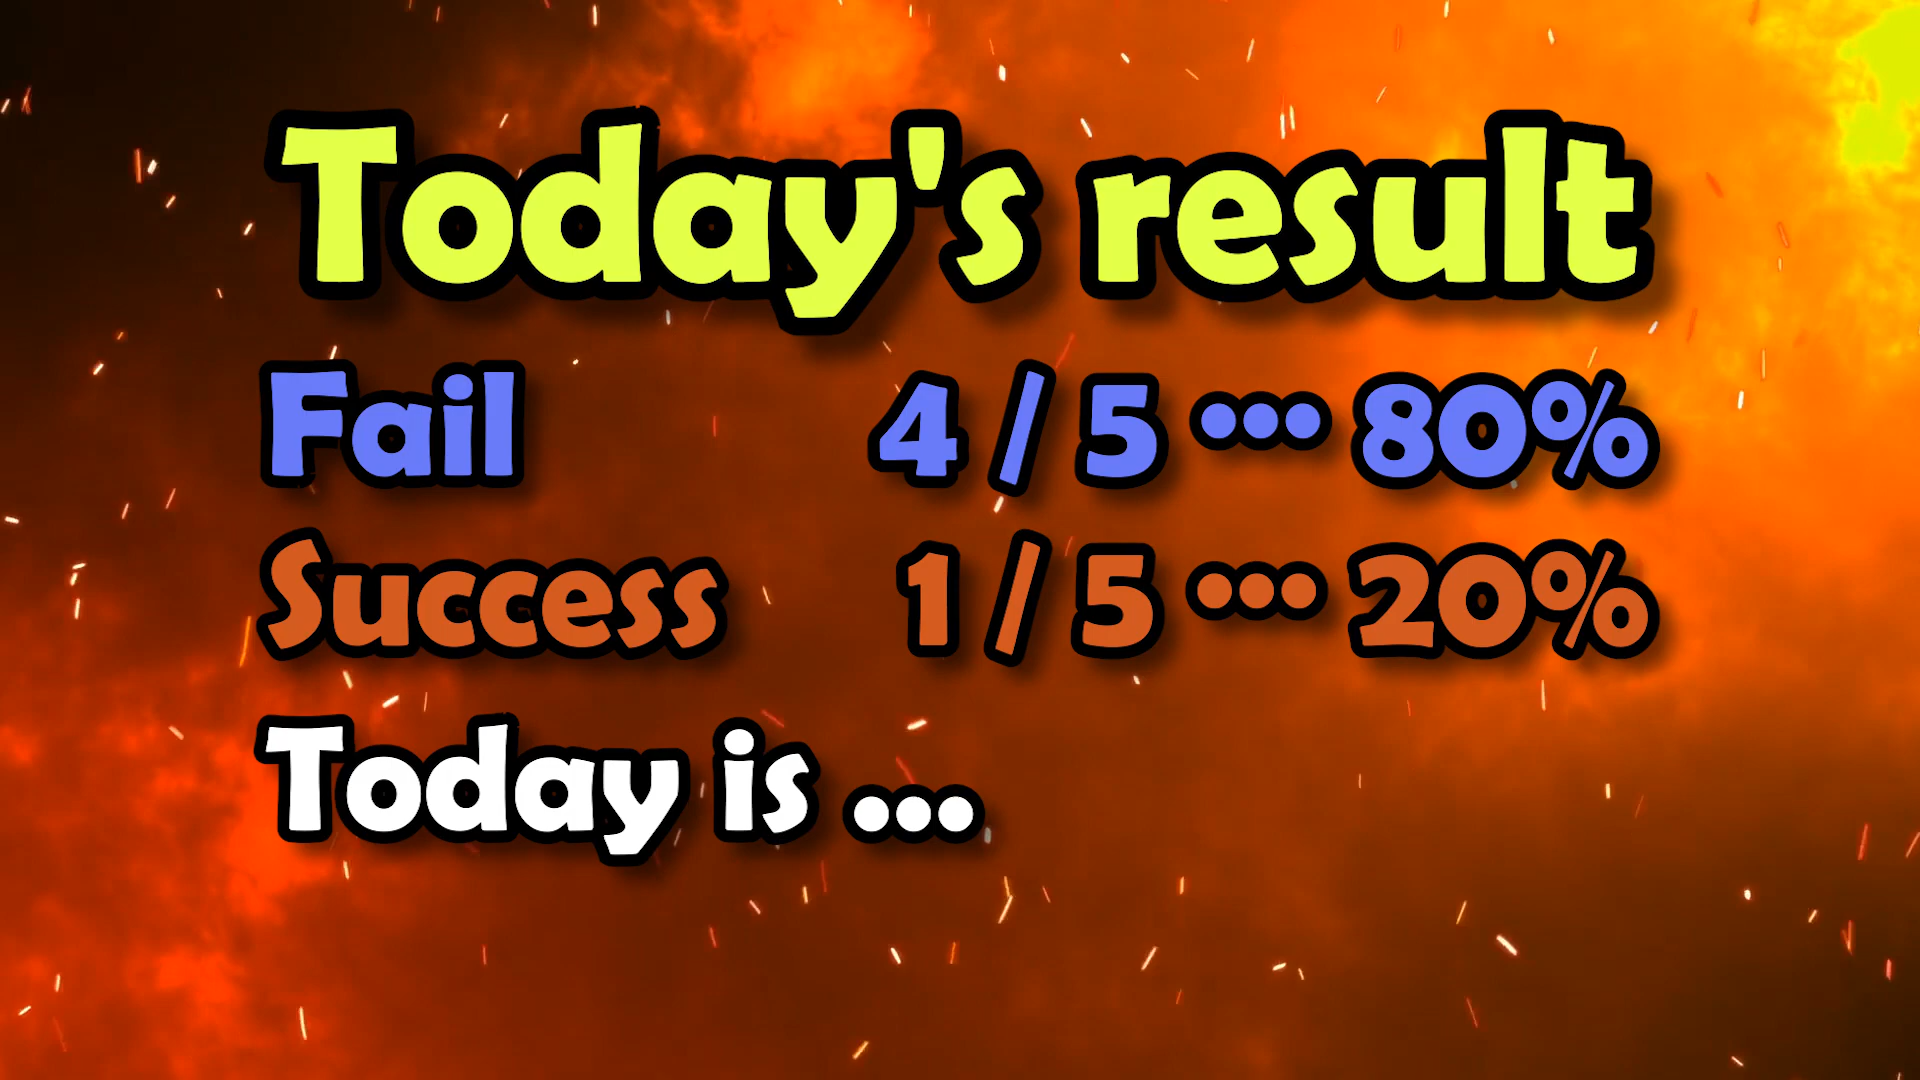 Today's result
Fail 4 / 5 ••• 80%
Success 1 / 5 ••• 20%
Today is ...